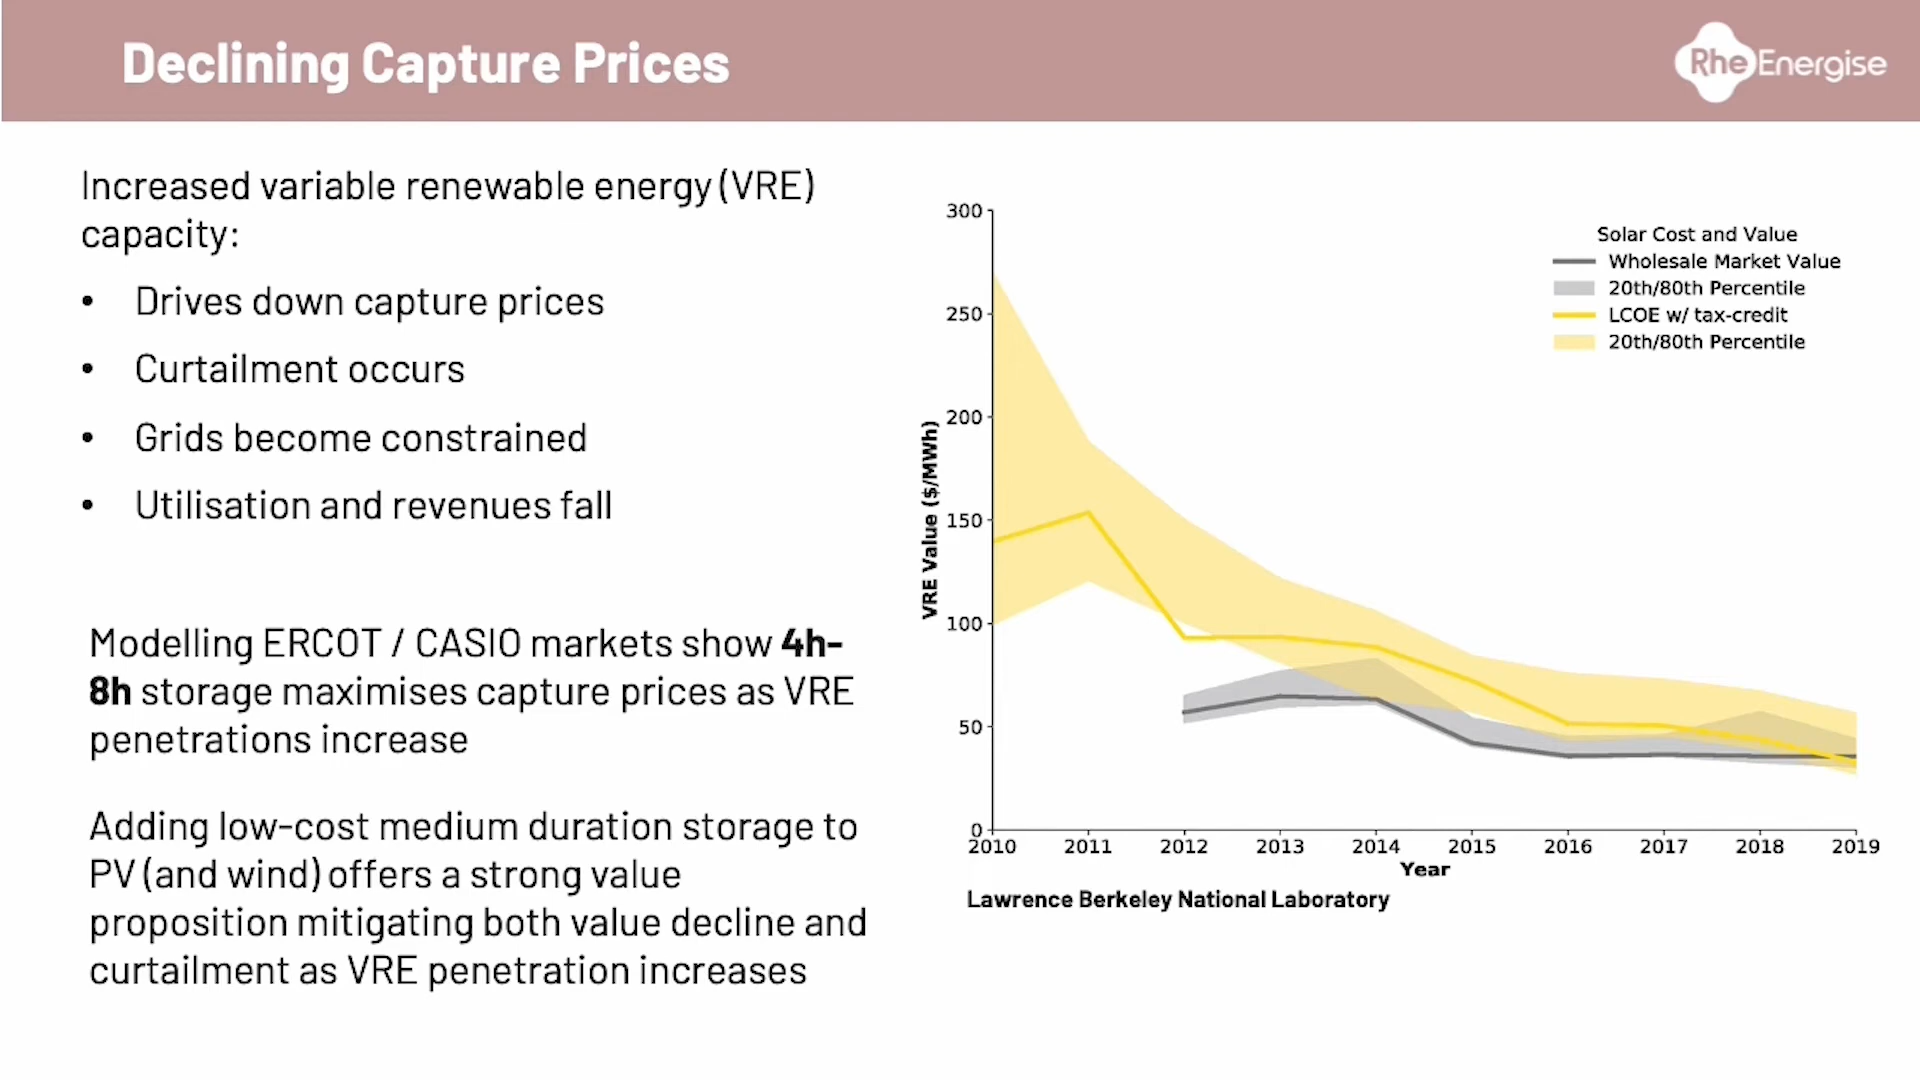 Declining Capture Prices
RheEnergise
Increased variable renewable energy (VRE)
capacity:
• Drives down capture prices
• Curtailment occurs
• Grids become constrained
• Utilisation and revenues fall
Modelling ERCOT / CASIO markets show 4h-
8h storage maximises capture prices as VRE
penetrations increase
Adding low-cost medium duration storage to
PV (and wind) offers a strong value
proposition mitigating both value decline and
curtailment as VRE penetration increases
Solar Cost and Value
Wholesale Market Value
20th/80th Percentile
LCOE w/ tax-credit
20th/80th Percentile
VRE Value ($/MWh)
300
250
200
150
100
50
0
2010 2011 2012 2013 2014 2015 2016 2017 2018 2019
Year
Lawrence Berkeley National Laboratory